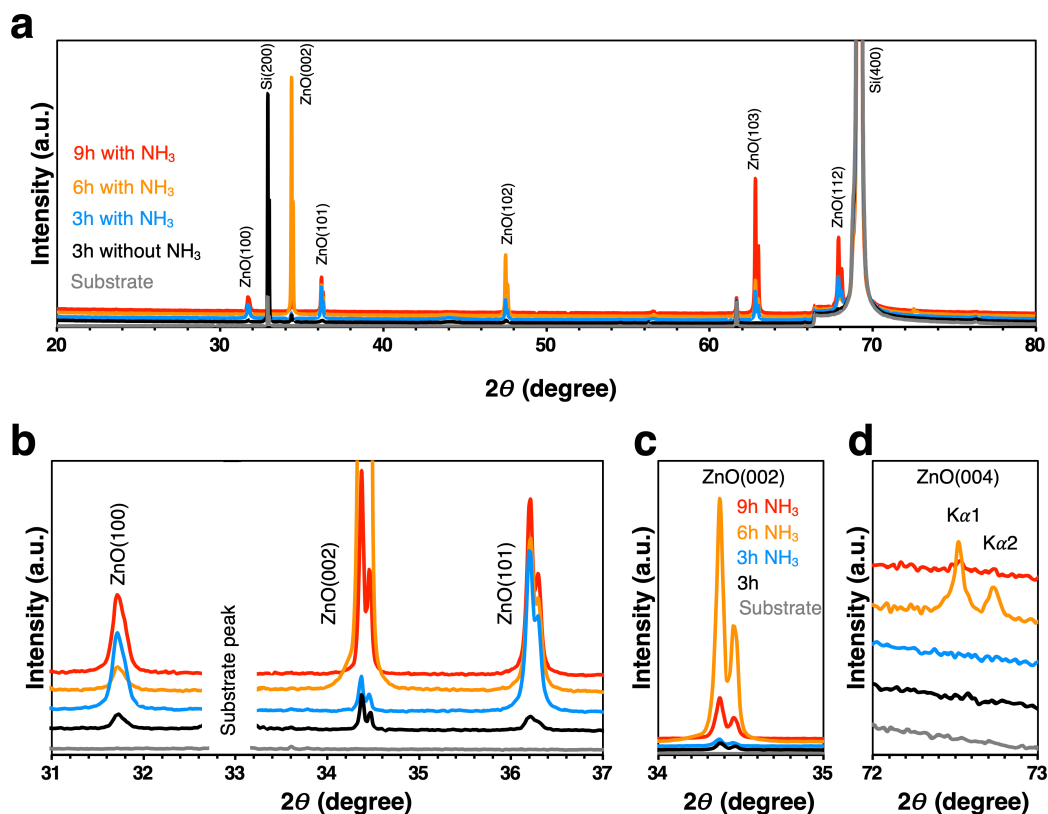 a
Intensity (a.u.)
9h with NH₃
6h with NH₃
3h with NH₃
3h without NH₃
Substrate
ZnO(100)
Si(200)
ZnO(002)
ZnO(101)
ZnO(102)
ZnO(103)
ZnO(112)
Si(400)
20 30 40 50 60 70 80
2θ (degree)
b
Intensity (a.u.)
ZnO(100)
Substrate peak
ZnO(002)
ZnO(101)
31 32 33 34 35 36 37
2θ (degree)
c
Intensity (a.u.)
ZnO(002)
9h NH₃
6h NH₃
3h NH₃
3h
Substrate
34 35
2θ (degree)
d
Intensity (a.u.)
ZnO(004)
Kα1
Kα2
72 73
2θ (degree)